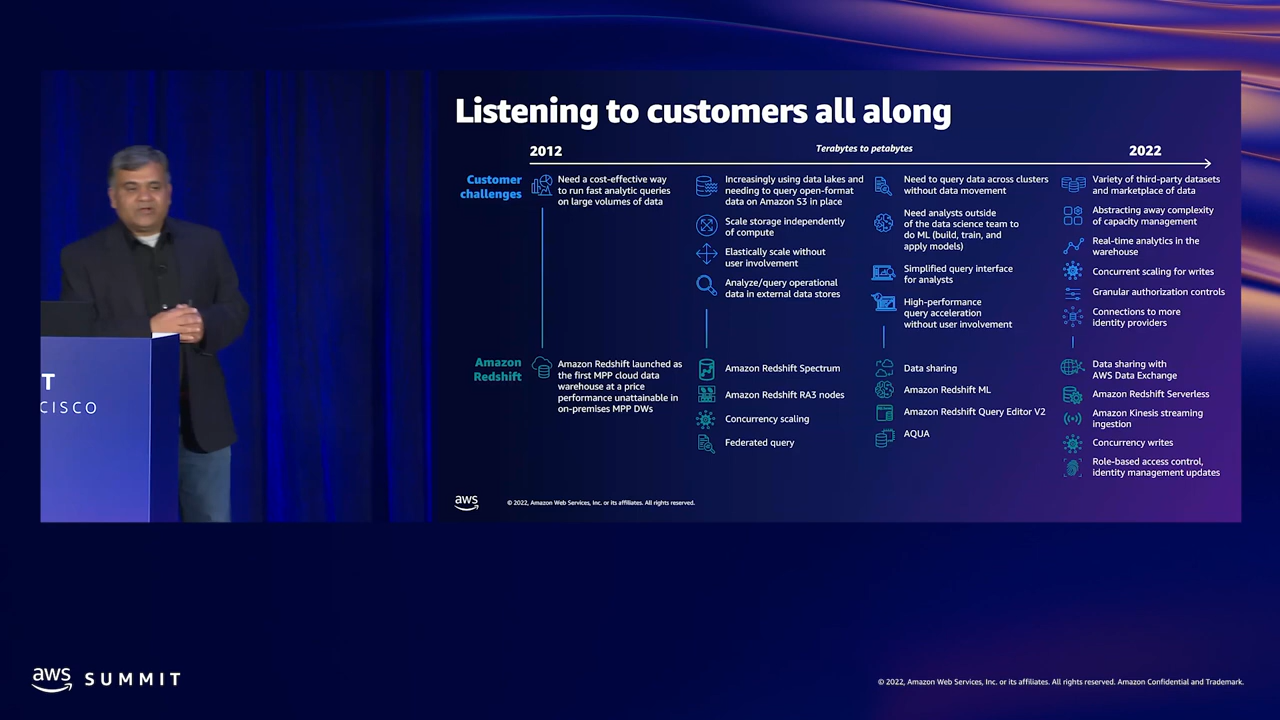 Listening to customers all along
2012
Terabytes to petabytes
2022
Customer
challenges
Need a cost-effective way
to run fast analytic queries
on large volumes of data
Increasingly using data lakes and
needing to query open-format
data on Amazon S3 in place
Scale storage independently
of compute
Elastically scale without
user involvement
Analyze/query operational
data in external data stores
Need to query data across clusters
without data movement
Need analysts outside
of the data science team to
do ML (build, train, and
apply models)
Simplified query interface
for analysts
High-performance
query acceleration
without user involvement
Variety of third-party datasets
and marketplace of data
Abstracting away complexity
of capacity management
Real-time analytics in the
warehouse
Concurrent scaling for writes
Granular authorization controls
Connections to more
identity providers
Amazon
Redshift
Amazon Redshift launched as
the first MPP cloud data
warehouse at a price
performance unattainable in
on-premises MPP DWs
Amazon Redshift Spectrum
Amazon Redshift RA3 nodes
Concurrency scaling
Federated query
Data sharing
Amazon Redshift ML
Amazon Redshift Query Editor V2
AQUA
Data sharing with
AWS Data Exchange
Amazon Redshift Serverless
Amazon Kinesis streaming
ingestion
Concurrency writes
Role-based access control,
identity management updates
aws
© 2022, Amazon Web Services, Inc. or its affiliates. All rights reserved.
T
CISCO
aws SUMMIT
© 2022, Amazon Web Services, Inc. or its affiliates. All rights reserved. Amazon Confidential and Trademark.